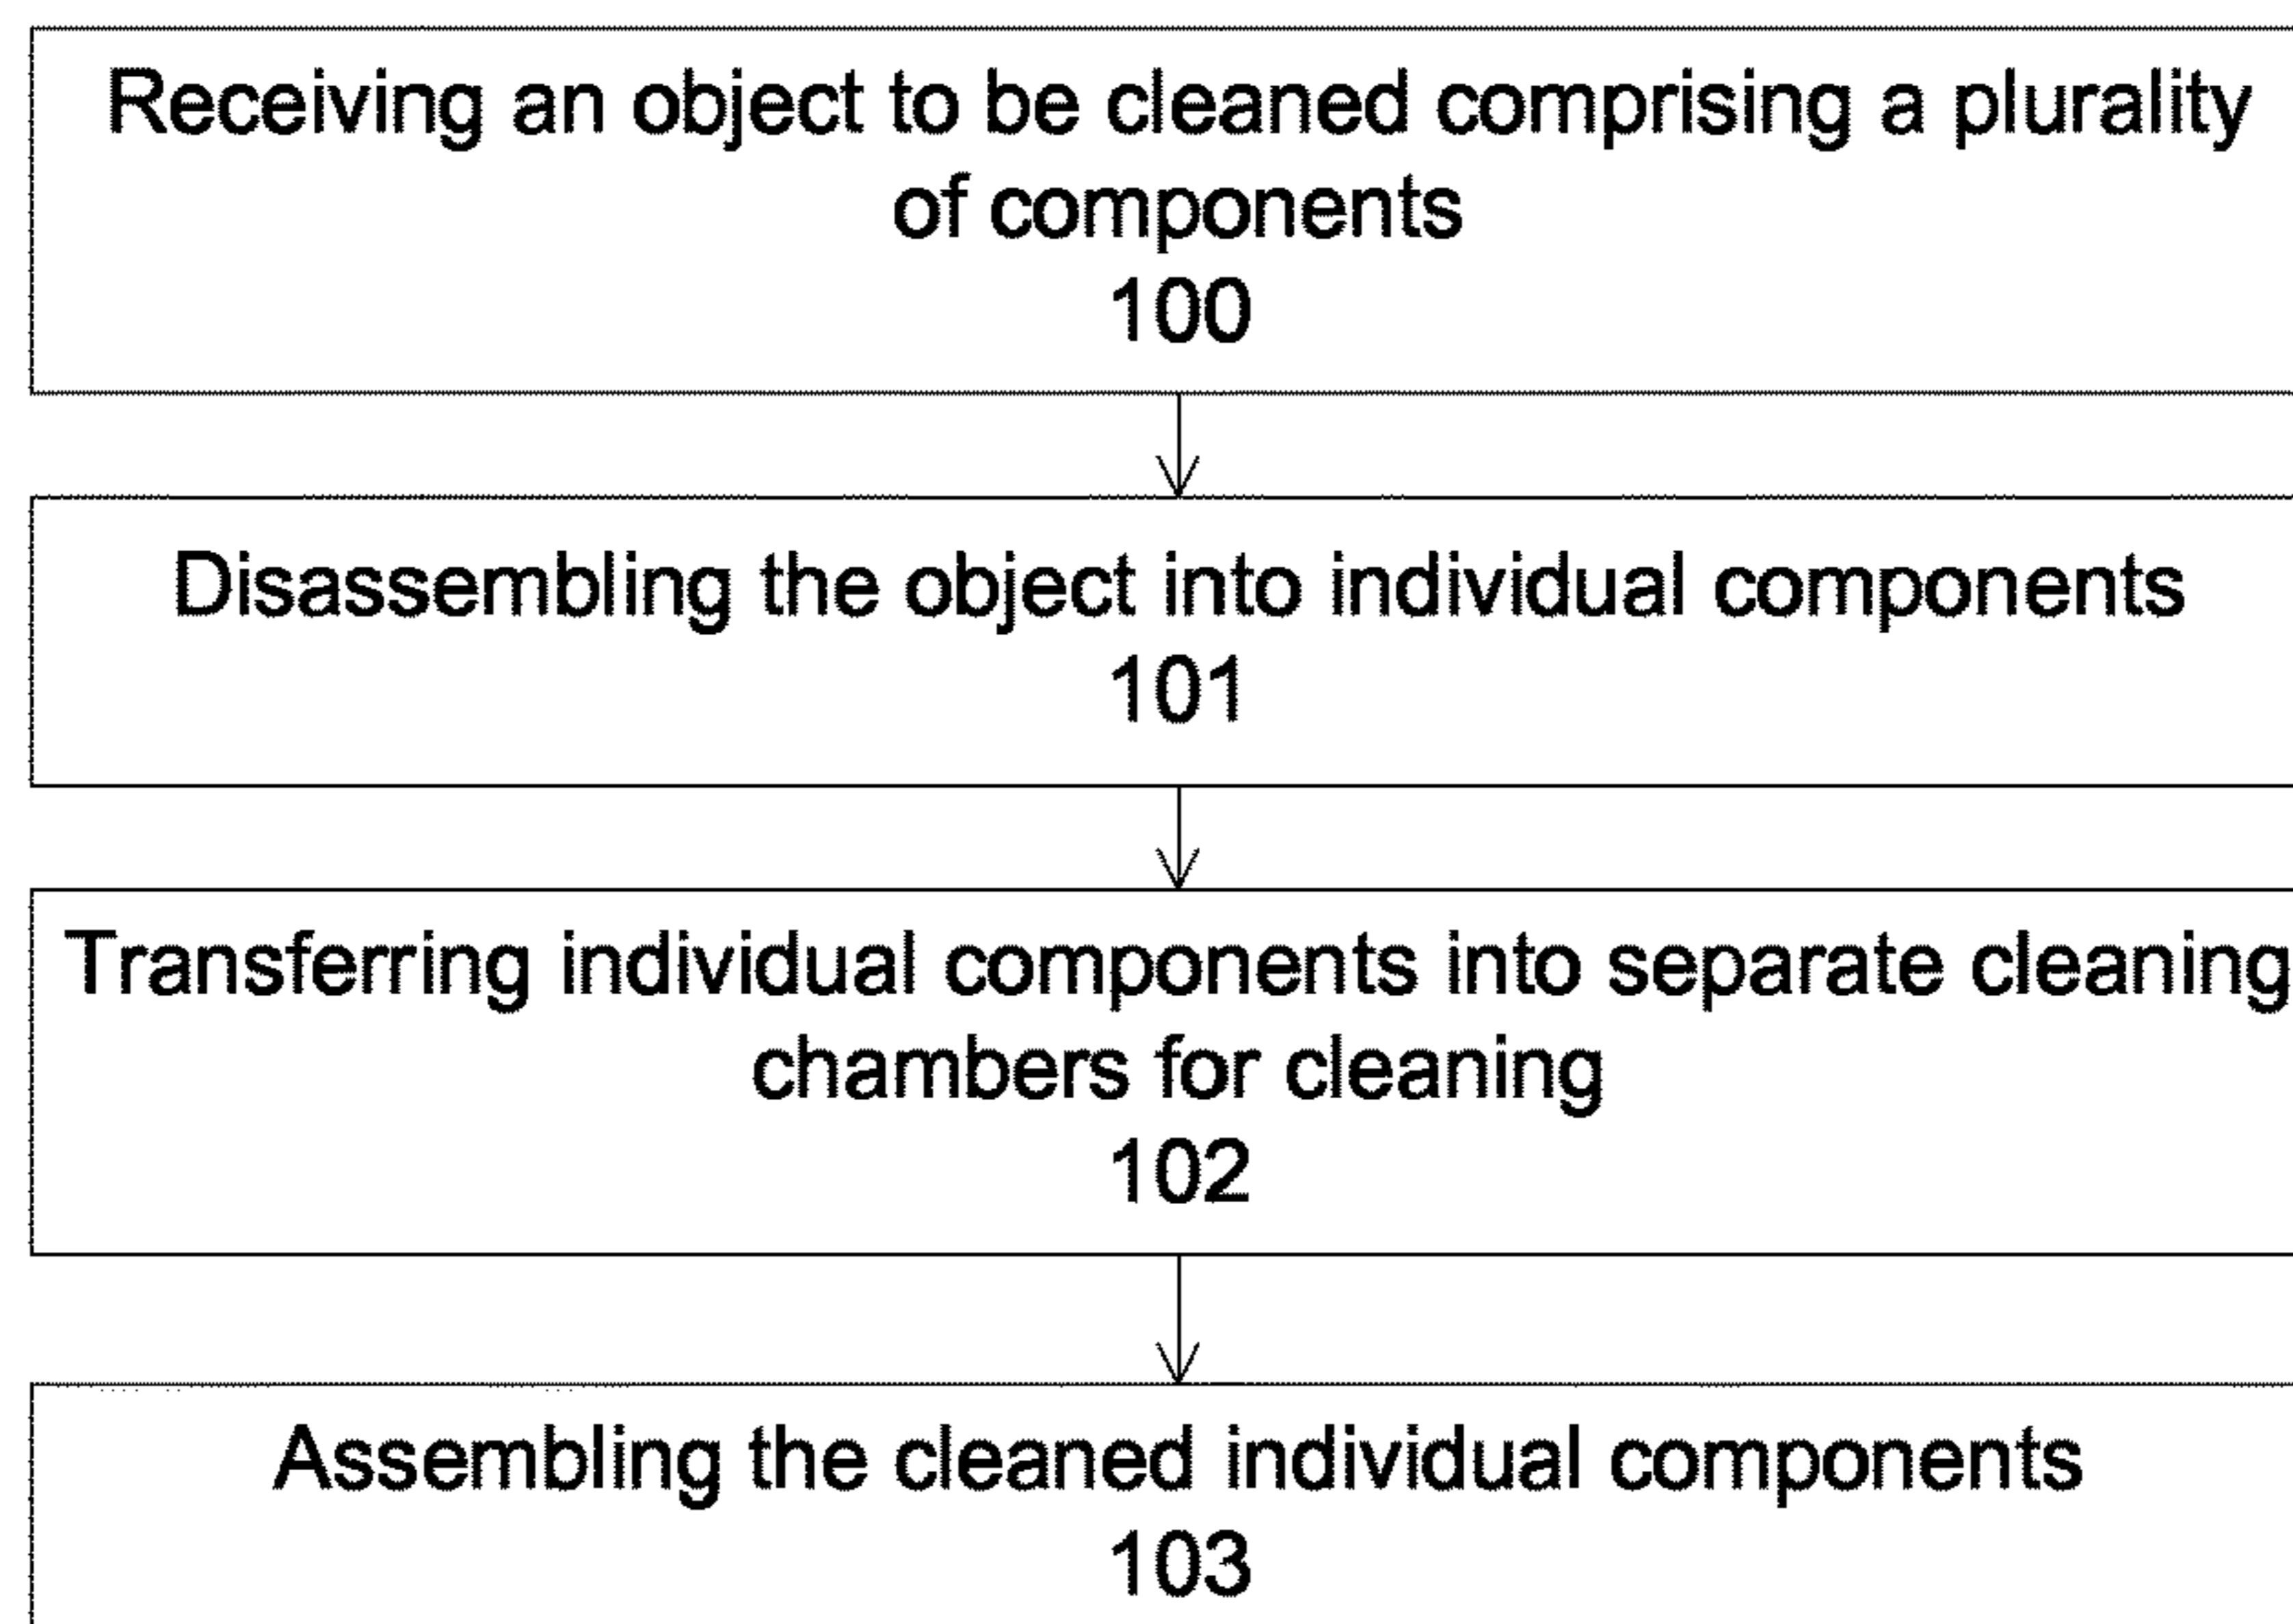 Receiving an object to be cleaned comprising a plurality
of components
100
Disassembling the object into individual components
101
Transferring individual components into separate cleaning
chambers for cleaning
102
Assembling the cleaned individual components
103